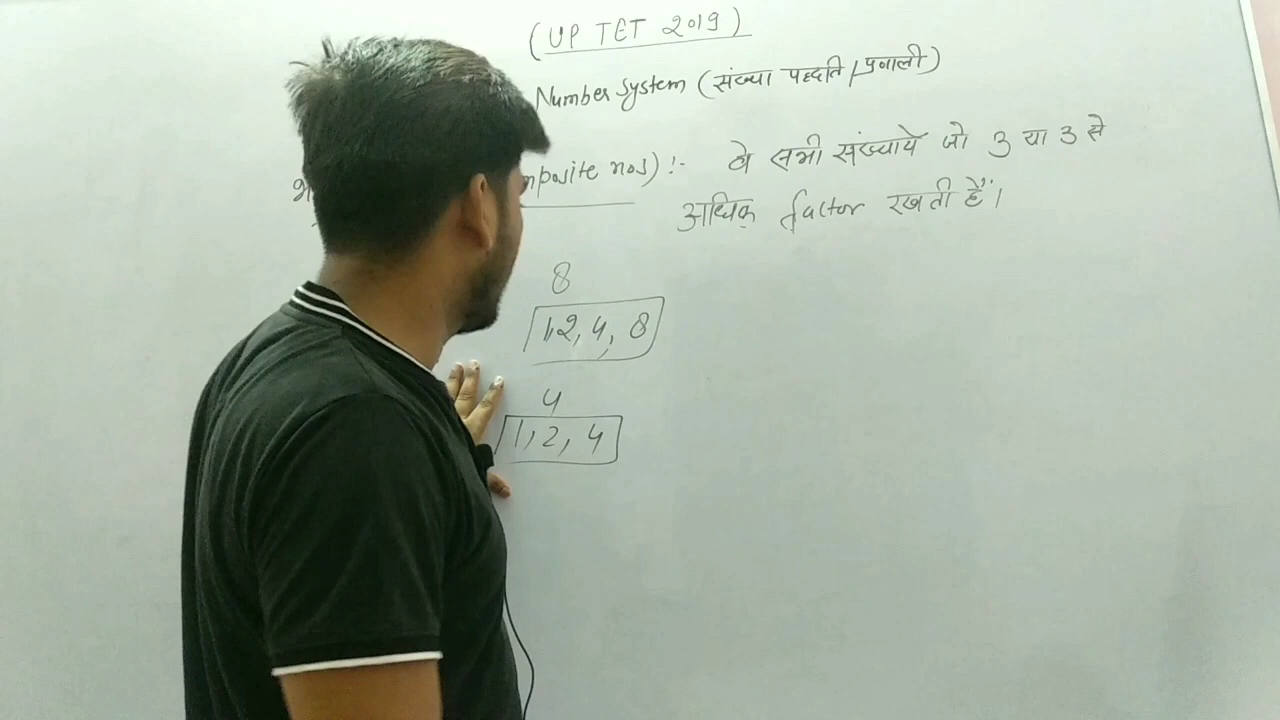 (UP TET 2019)
Number System (संख्या पद्धति / प्रनाली)
mposite nos) :- वे सभी संख्याये जो 3 या 3 से
अधिक factor रखती हैं।
8
1,2, 4, 8
4
1, 2, 4